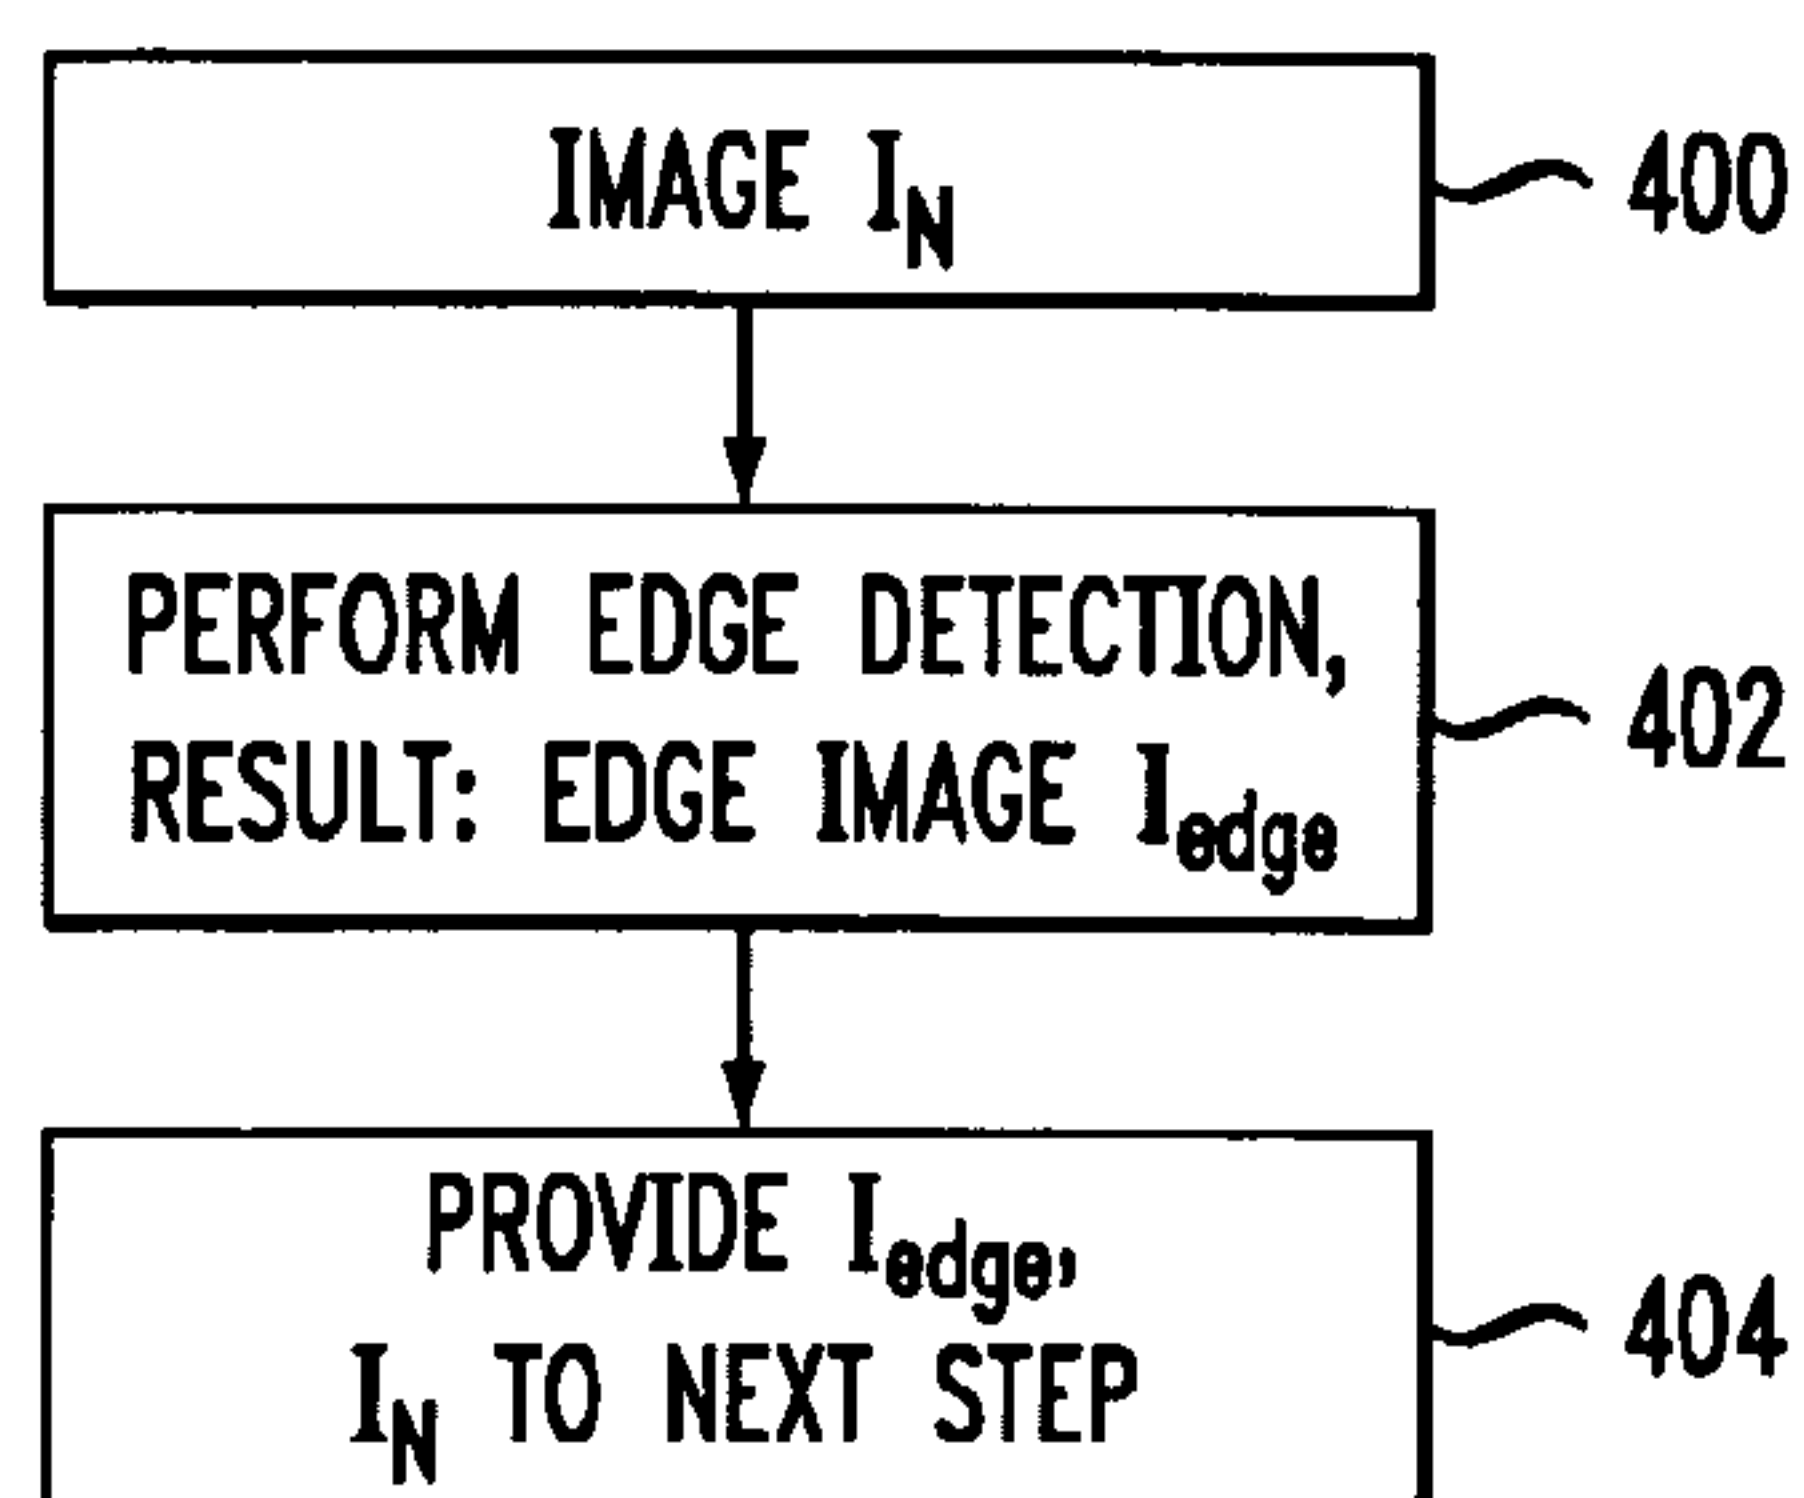 IMAGE I_N
400
PERFORM EDGE DETECTION,
RESULT: EDGE IMAGE I_edge
402
PROVIDE I_edge,
I_N TO NEXT STEP
404